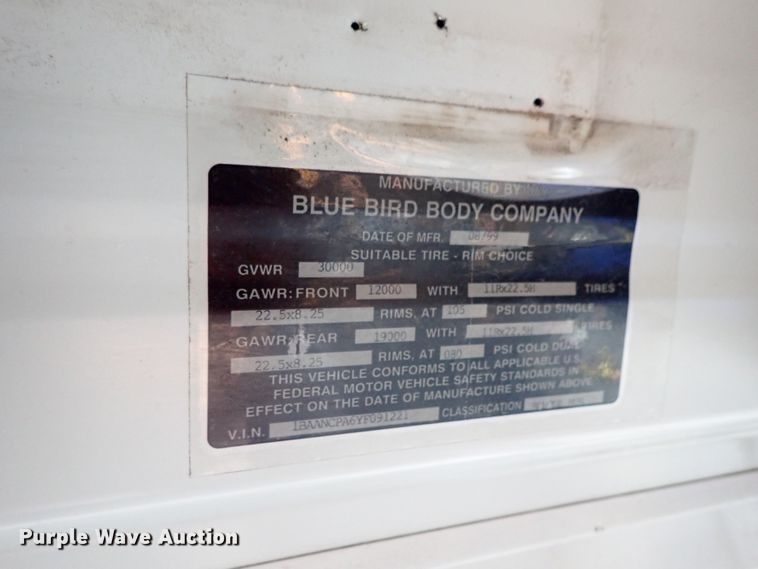 MANUFACTURED BY
BLUE BIRD BODY COMPANY
DATE OF MFR. 08/99
SUITABLE TIRE - RIM CHOICE
GVWR 30000
GAWR: FRONT 12000 WITH 11Rx22.5H TIRES
22.5x8.25 RIMS, AT 105 PSI COLD SINGLE
GAWR: REAR 19000 WITH 11Rx22.5H TIRES
22.5x8.25 RIMS, AT 080 PSI COLD DUAL
THIS VEHICLE CONFORMS TO ALL APPLICABLE U.S.
FEDERAL MOTOR VEHICLE SAFETY STANDARDS IN
EFFECT ON THE DATE OF MANUFACTURE SHOWN ABOVE
V.I.N. 1BAANCPA6YF091221 CLASSIFICATION
Purple Wave Auction